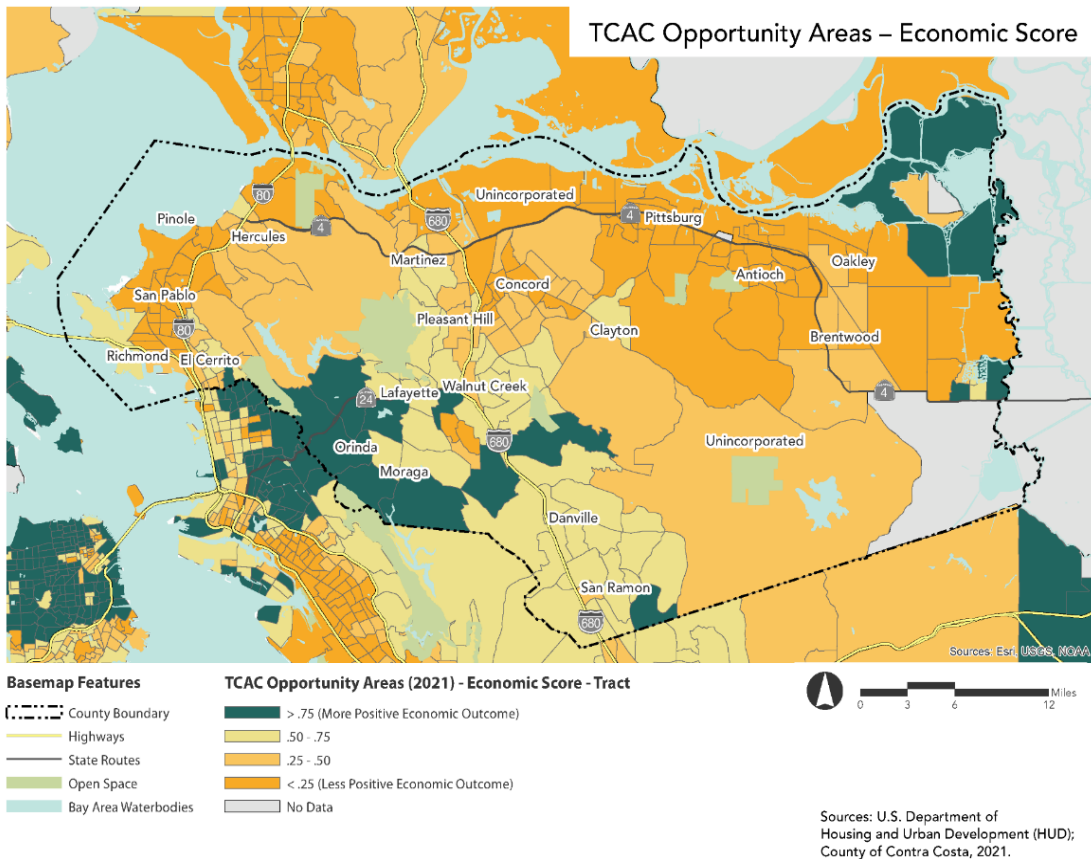 TCAC Opportunity Areas – Economic Score
80
Unincorporated
Pinole
680
4
Pittsburg
Hercules
4
Martinez
Oakley
Antioch
San Pablo
Concord
80
Pleasant Hill
Clayton
Brentwood
Richmond
El Cerrito
Walnut Creek
Lafayette
24
4
Orinda
680
Unincorporated
Moraga
Danville
San Ramon
680
Sources: Esri, USGS, NOAA
Basemap Features
County Boundary
Highways
State Routes
Open Space
Bay Area Waterbodies
TCAC Opportunity Areas (2021) - Economic Score - Tract
> .75 (More Positive Economic Outcome)
.50 - .75
.25 - .50
< .25 (Less Positive Economic Outcome)
No Data
Miles
0 3 6 12
Sources: U.S. Department of
Housing and Urban Development (HUD);
County of Contra Costa, 2021.